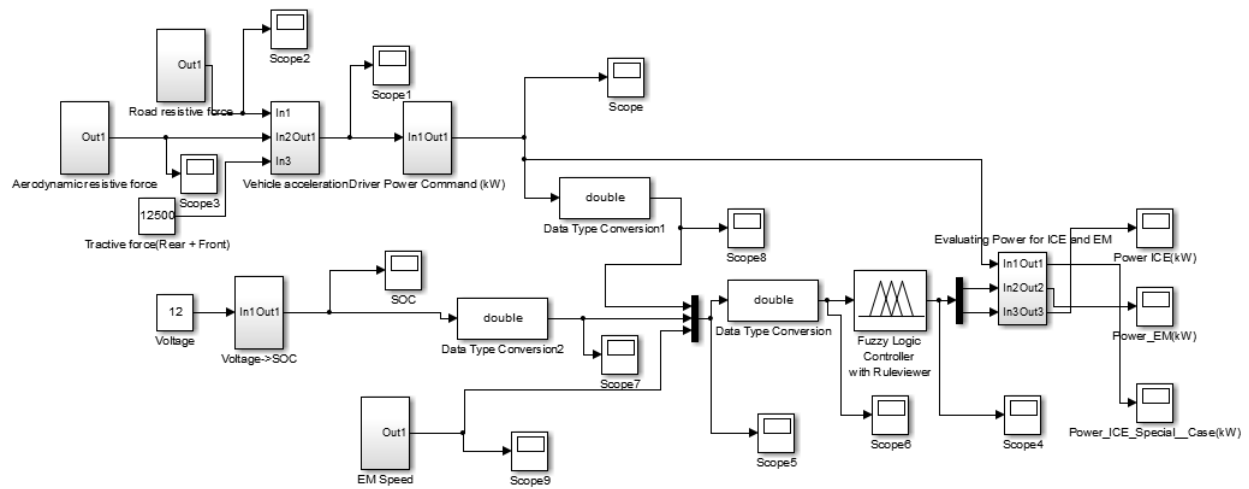 Out1
Scope2
Road resistive force
Scope1
Scope
Out1
In1
In2Out1
In3
In1Out1
Aerodynamic resistive force
Scope3
Vehicle acceleration
Driver Power Command (kW)
12500
Tractive force(Rear + Front)
double
Data Type Conversion1
Scope8
Evaluating Power for ICE and EM
Power ICE(kW)
In1Out1
In2Out2
In3Out3
SOC
12
Voltage
In1Out1
Voltage->SOC
double
Data Type Conversion2
double
Data Type Conversion
Fuzzy Logic
Controller
with Ruleviewer
Power_EM(kW)
Scope7
Out1
EM Speed
Scope9
Scope5
Scope6
Scope4
Power_ICE_Special__Case(kW)